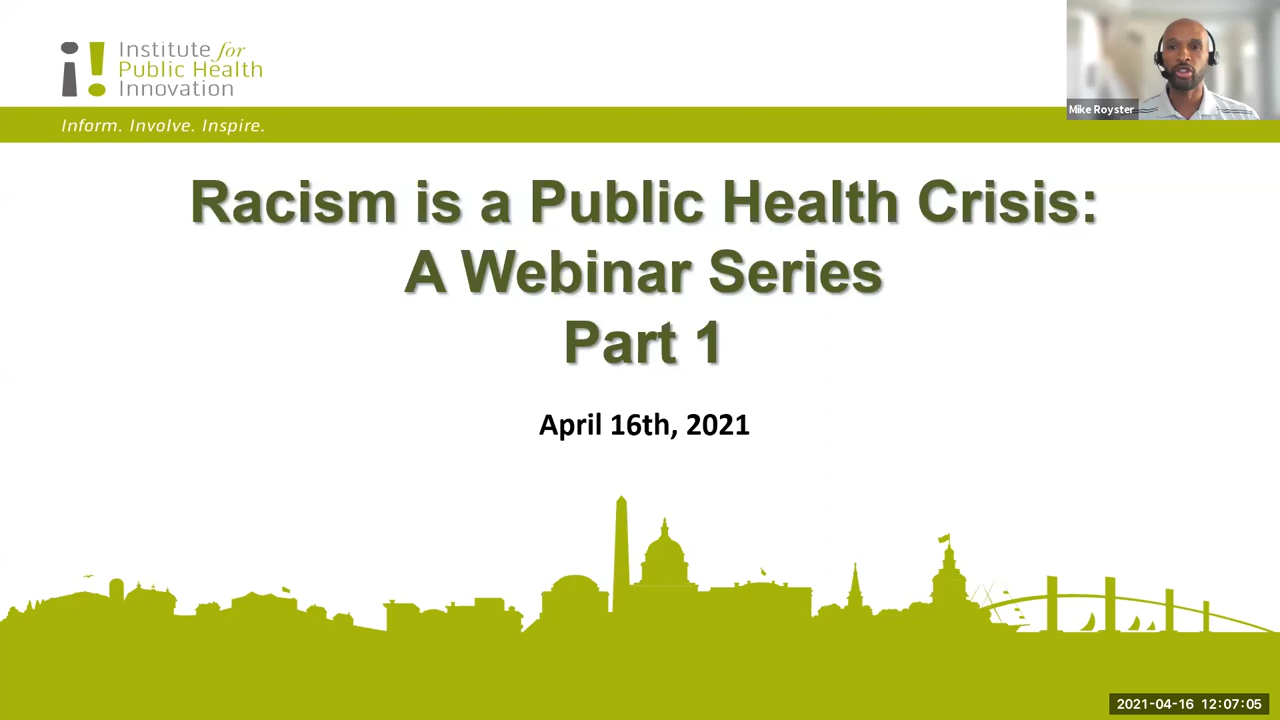 Institute for
Public Health
Innovation
Inform. Involve. Inspire.
Mike Royster
Racism is a Public Health Crisis:
A Webinar Series
Part 1
April 16th, 2021
2021-04-16 12:07:05